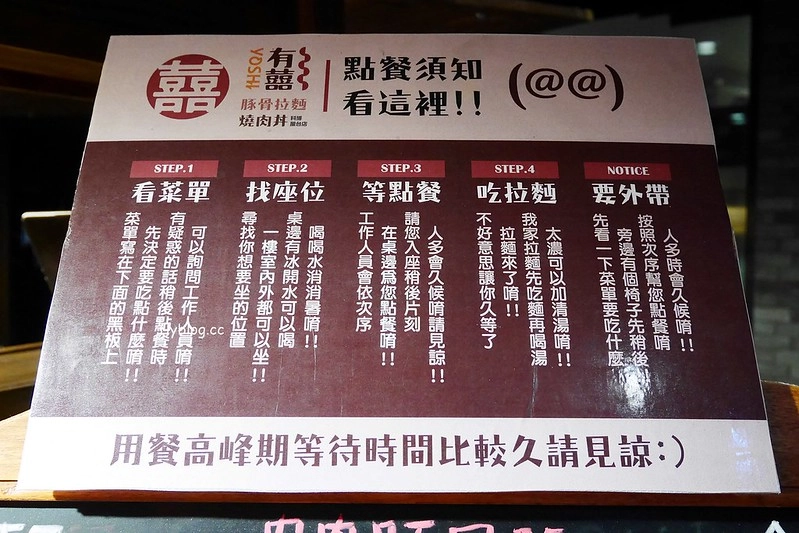 囍
有囍
YOSHI
豚骨拉麵
燒肉丼
料理
屋台店
點餐須知
看這裡!!
(@@)
STEP.1
看菜單
菜單寫在下面的黑板上
先決定要吃點什麼唷!!
有疑惑的話稍後點餐時
可以詢問工作人員唷!!
STEP.2
找座位
尋找你想要坐的位置
一樓室內外都可以坐!!
桌邊有冰開水可以喝
喝喝水消消暑唷!!
STEP.3
等點餐
工作人員會依次序
在桌邊為您點餐唷!!
請您入座稍後片刻
人多會久候唷請見諒!!
STEP.4
吃拉麵
不好意思讓你久等了
拉麵來了唷!!
我家拉麵先吃麵再喝湯
太濃可以加清湯唷!!
NOTICE
要外帶
先看一下菜單要吃什麼
旁邊有個椅子先稍後
按照次序幫您點餐唷
人多時會久候唷!!
用餐高峰期等待時間比較久請見諒:)